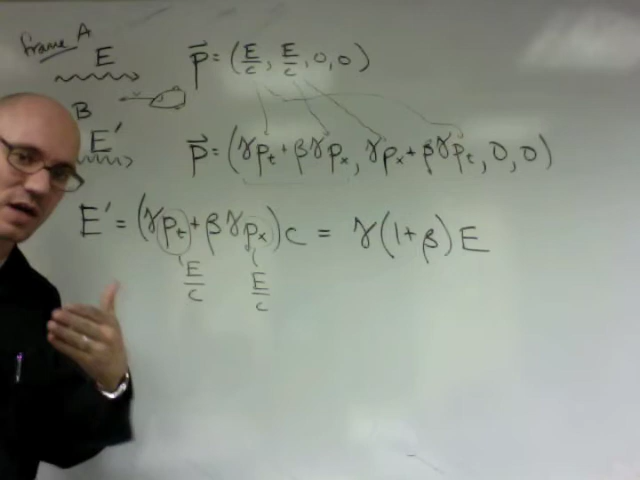 frame A
E p⃗ = (E/c, E/c, 0, 0)
v
B
E′ p⃗ = (γp_t + βγp_x, γp_x + βγp_t, 0, 0)
E′ = (γp_t + βγp_x)c = γ(1+β)E
E/c E/c